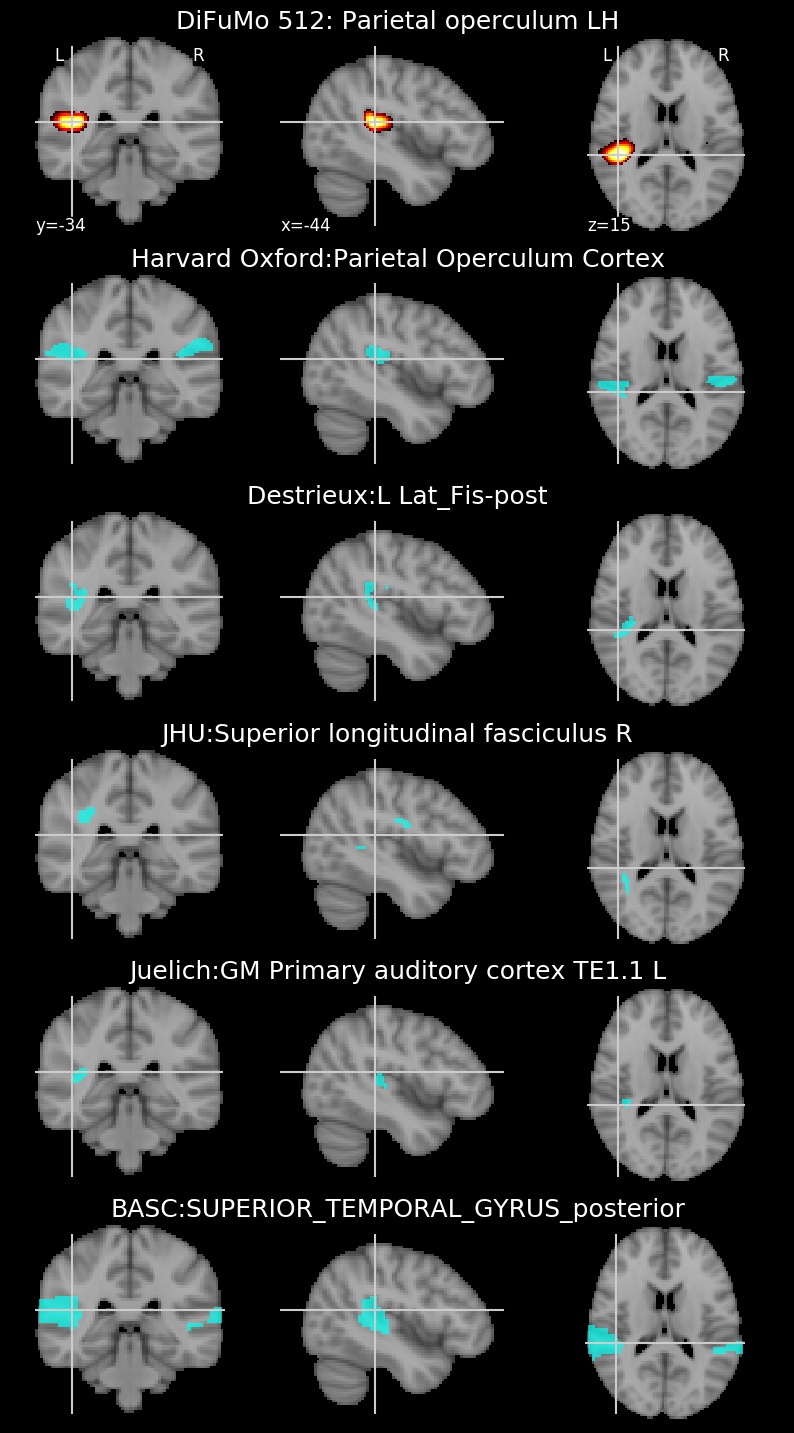 DiFuMo 512: Parietal operculum LH
L R L R
y=-34 x=-44 z=15
Harvard Oxford:Parietal Operculum Cortex
Destrieux:L Lat_Fis-post
JHU:Superior longitudinal fasciculus R
Juelich:GM Primary auditory cortex TE1.1 L
BASC:SUPERIOR_TEMPORAL_GYRUS_posterior